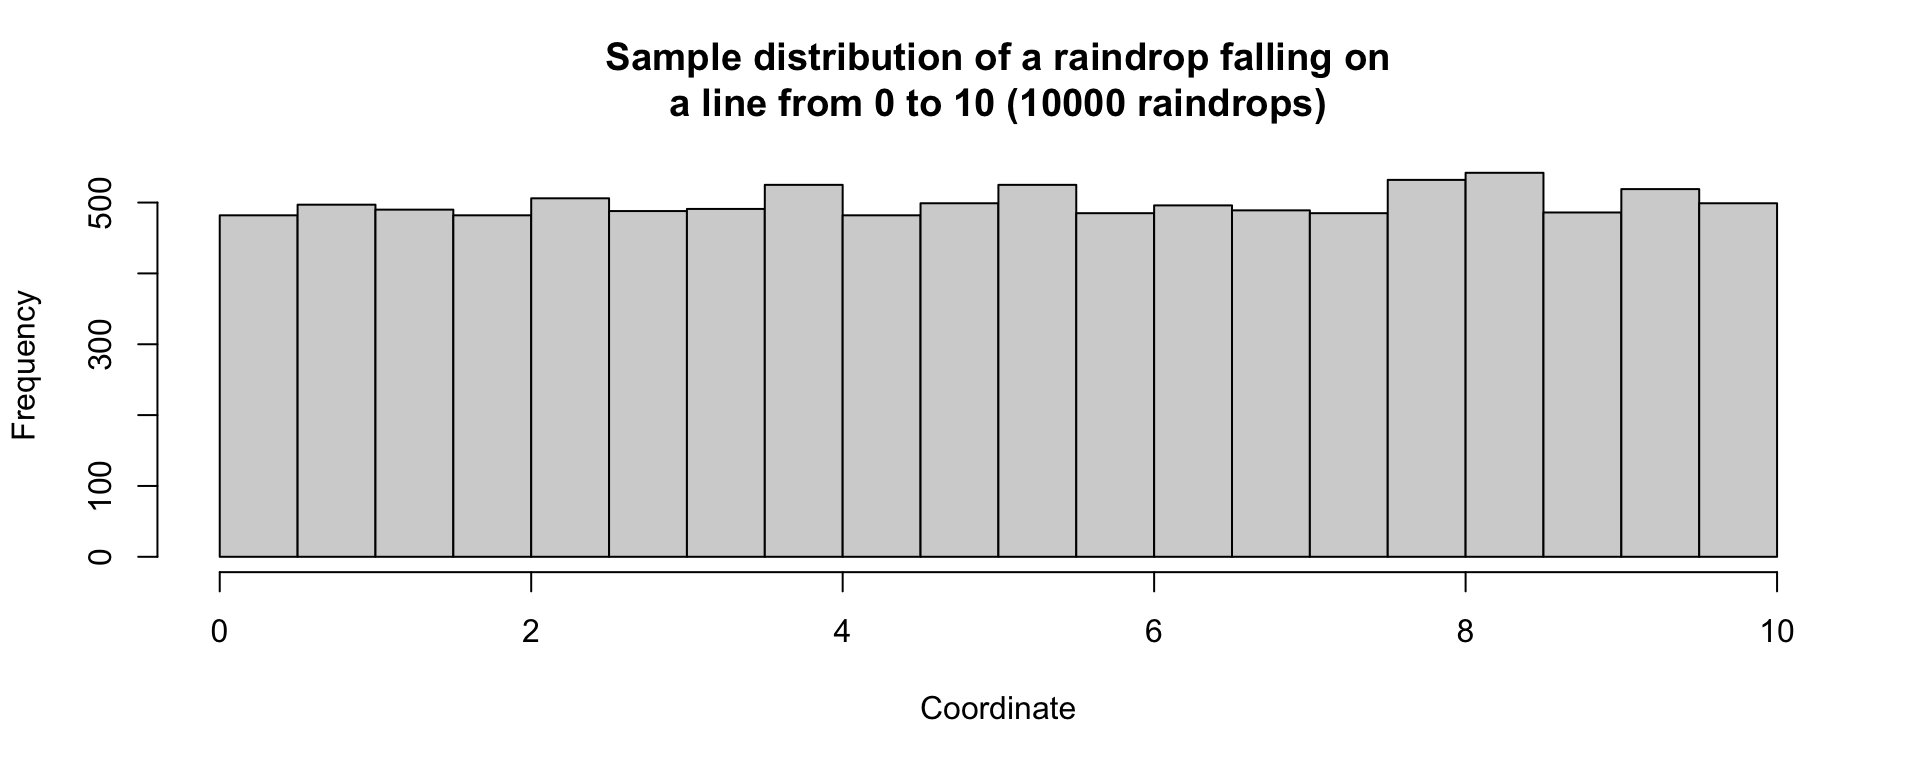 Sample distribution of a raindrop falling on
a line from 0 to 10 (10000 raindrops)
Frequency
500
300
100
0
0 2 4 6 8 10
Coordinate